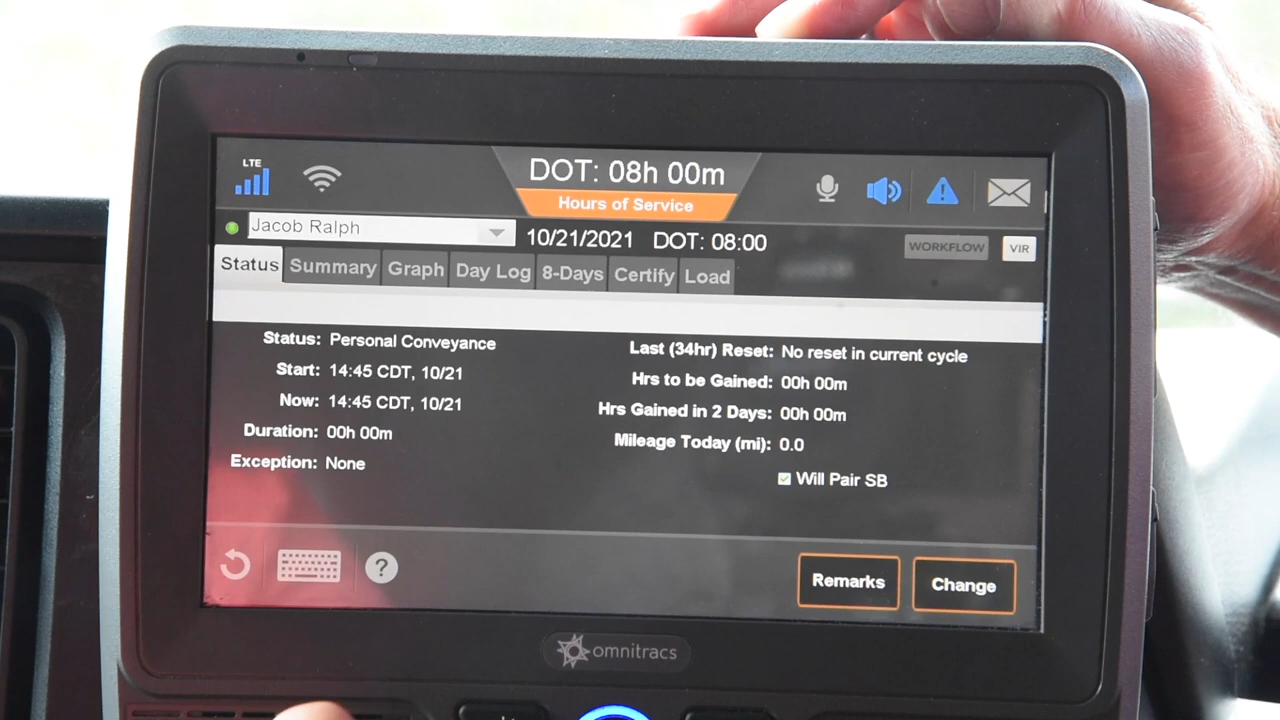 LTE
DOT: 08h 00m
Hours of Service
Jacob Ralph
10/21/2021 DOT: 08:00
WORKFLOW
VIR
Status Summary Graph Day Log 8-Days Certify Load
Status: Personal Conveyance
Start: 14:45 CDT, 10/21
Now: 14:45 CDT, 10/21
Duration: 00h 00m
Exception: None
Last (34hr) Reset: No reset in current cycle
Hrs to be Gained: 00h 00m
Hrs Gained in 2 Days: 00h 00m
Mileage Today (mi): 0.0
Will Pair SB
?
Remarks
Change
omnitracs